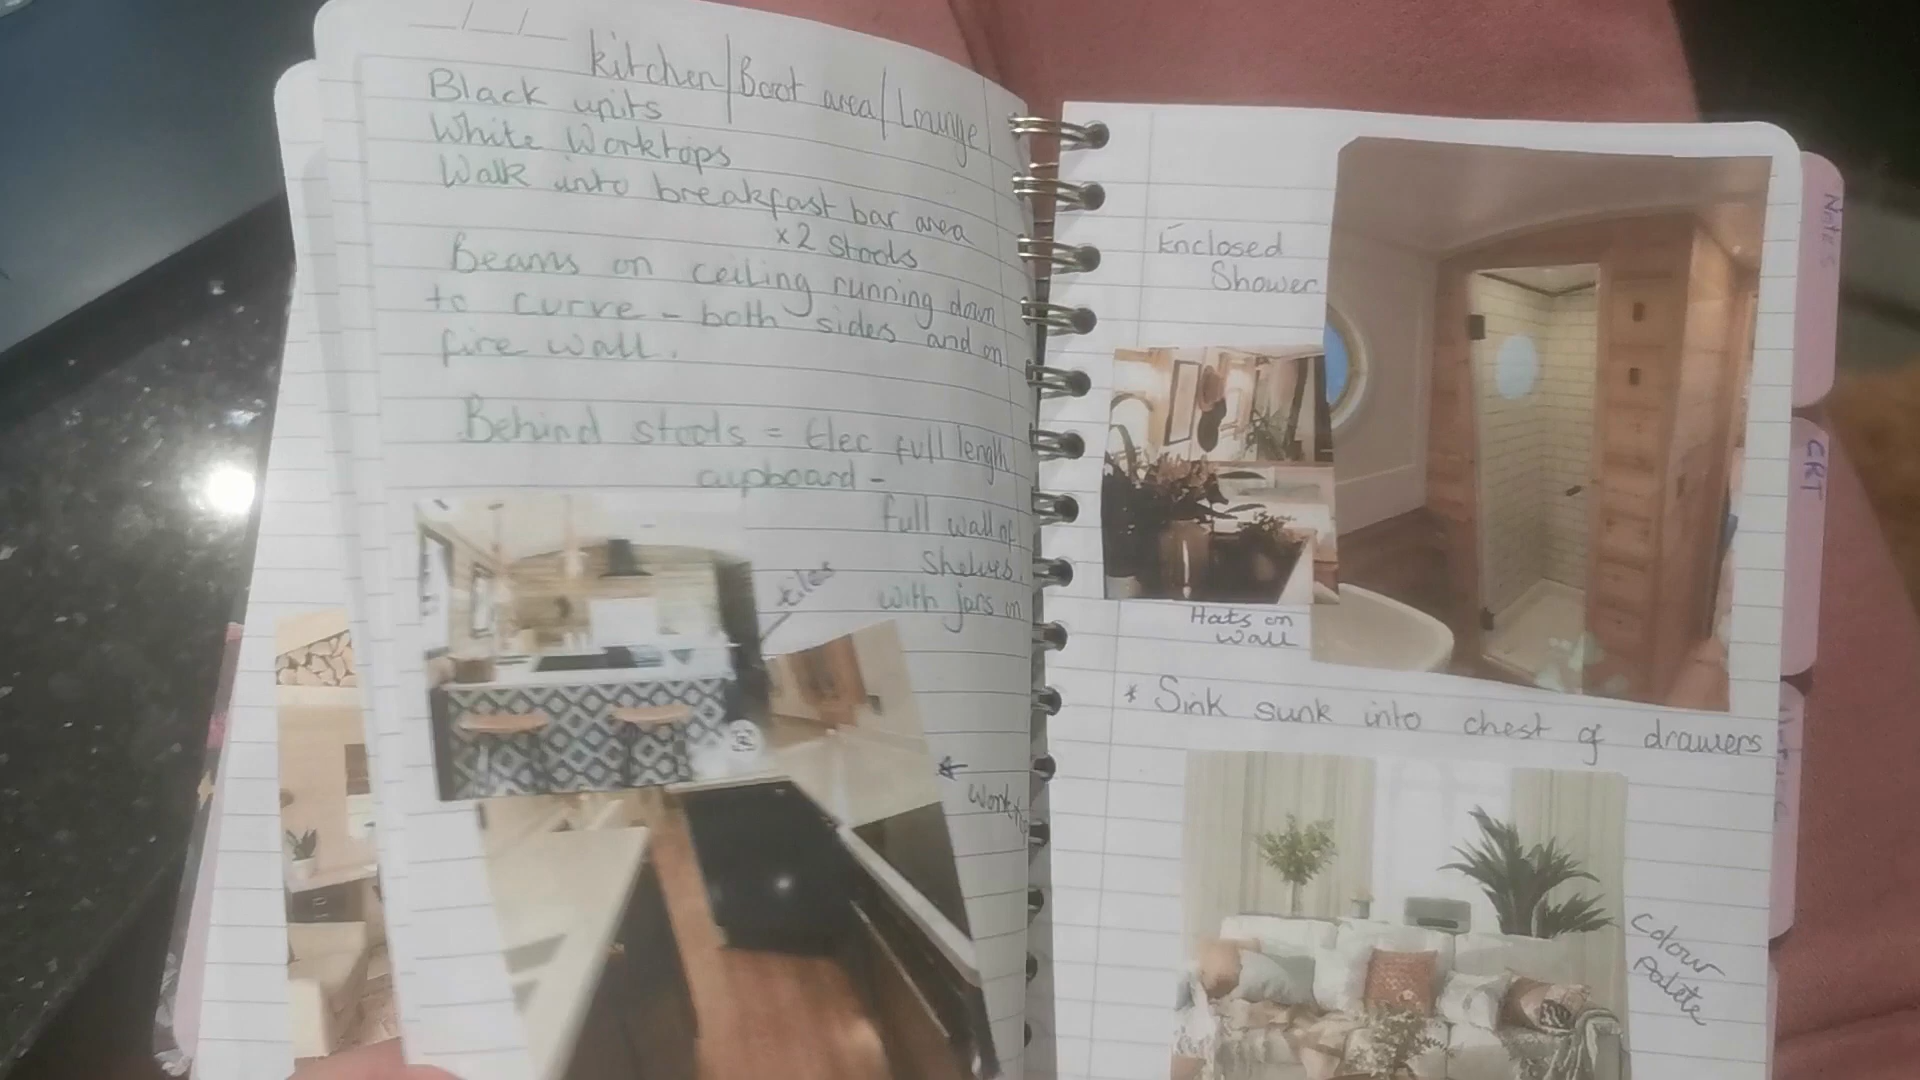 Kitchen/Boot area/Lounge
Black units
White Worktops
Walk into breakfast bar area
x2 stools
Beams on ceiling running down
to curve - both sides and on
fire wall.
Behind stools = Elec full length
cupboard -
full wall of
shelves
with jars on
tiles
Enclosed
Shower
Hats on
wall
* Sink sunk into chest of drawers
Colour
Palete
Notes
CRT